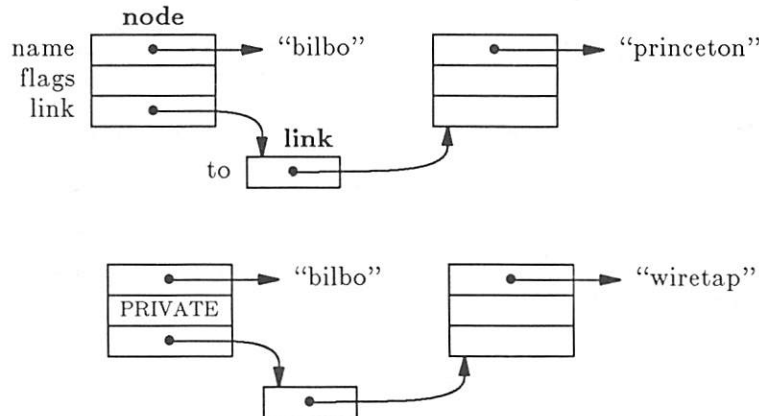 node
name “bilbo” “princeton”
flags
link
link
to
“bilbo” “wiretap”
PRIVATE